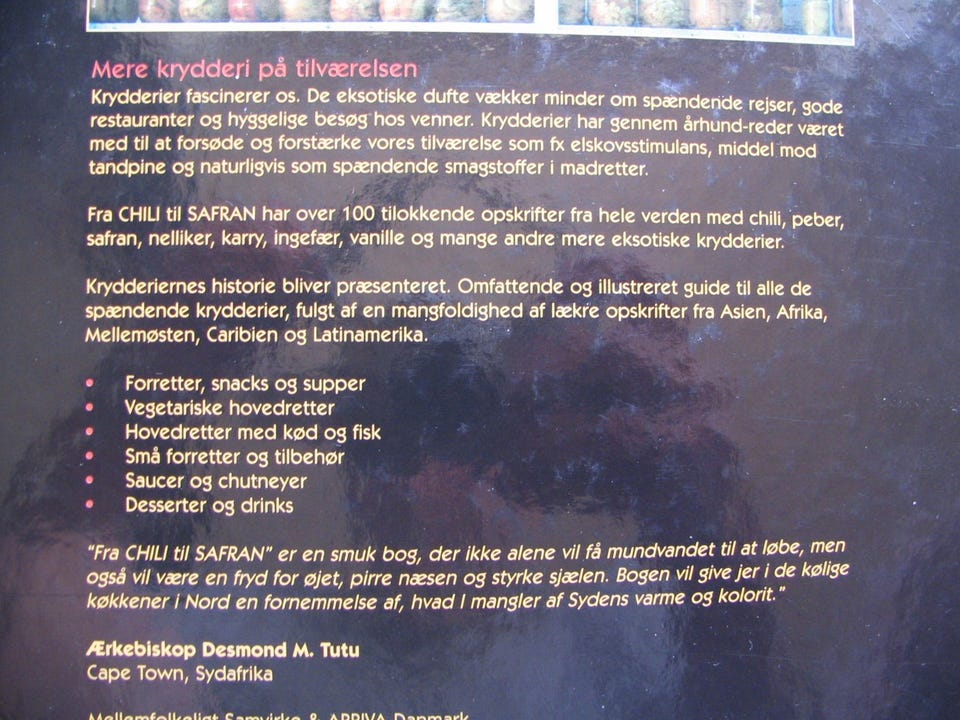 Mere krydderi på tilværelsen
Krydderier fascinerer os. De eksotiske dufte vækker minder om spændende rejser, gode
restauranter og hyggelige besøg hos venner. Krydderier har gennem århund-reder været
med til at forsøde og forstærke vores tilværelse som fx elskovsstimulans, middel mod
tandpine og naturligvis som spændende smagstoffer i madretter.
Fra CHILI til SAFRAN har over 100 tilokkende opskrifter fra hele verden med chili, peber,
safran, nelliker, karry, ingefær, vanille og mange andre mere eksotiske krydderier.
Krydderiernes historie bliver præsenteret. Omfattende og illustreret guide til alle de
spændende krydderier, fulgt af en mangfoldighed af lækre opskrifter fra Asien, Afrika,
Mellemøsten, Caribien og Latinamerika.
• Forretter, snacks og supper
• Vegetariske hovedretter
• Hovedretter med kød og fisk
• Små forretter og tilbehør
• Saucer og chutneyer
• Desserter og drinks
"Fra CHILI til SAFRAN" er en smuk bog, der ikke alene vil få mundvandet til at løbe, men
også vil være en fryd for øjet, pirre næsen og styrke sjælen. Bogen vil give jer i de kølige
køkkener i Nord en fornemmelse af, hvad I mangler af Sydens varme og kolorit."
Ærkebiskop Desmond M. Tutu
Cape Town, Sydafrika
Mellemfolkeligt Samvirke & ARRIVA Danmark